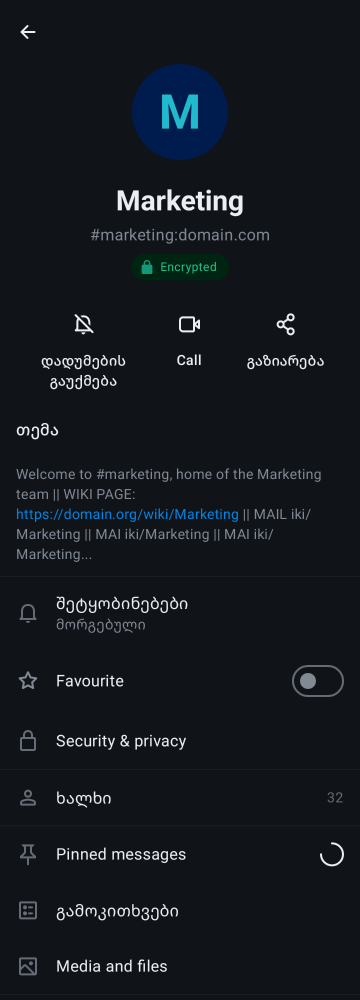 M
Marketing
#marketing:domain.com
Encrypted
დადუმების
გაუქმება
Call
გაზიარება
თემა
Welcome to #marketing, home of the Marketing
team || WIKI PAGE:
https://domain.org/wiki/Marketing || MAIL iki/
Marketing || MAI iki/Marketing || MAI iki/
Marketing...
შეტყობინებები
მორგებული
Favourite
Security & privacy
ხალხი
32
Pinned messages
გამოკითხვები
Media and files